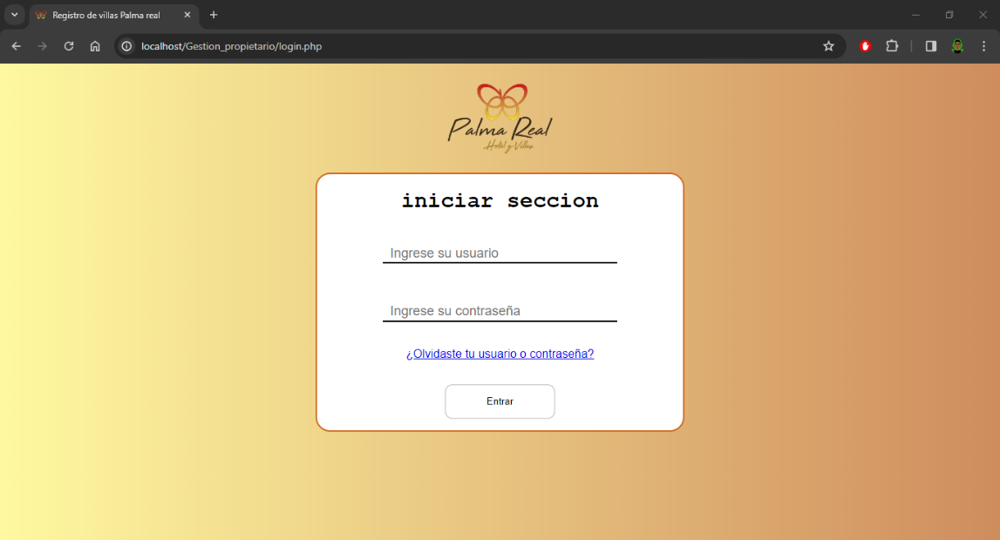 Registro de villas Palma real
localhost/Gestion_propietario/login.php
Palma Real
Hotel y Villas
iniciar seccion
Ingrese su usuario
Ingrese su contraseña
¿Olvidaste tu usuario o contraseña?
Entrar